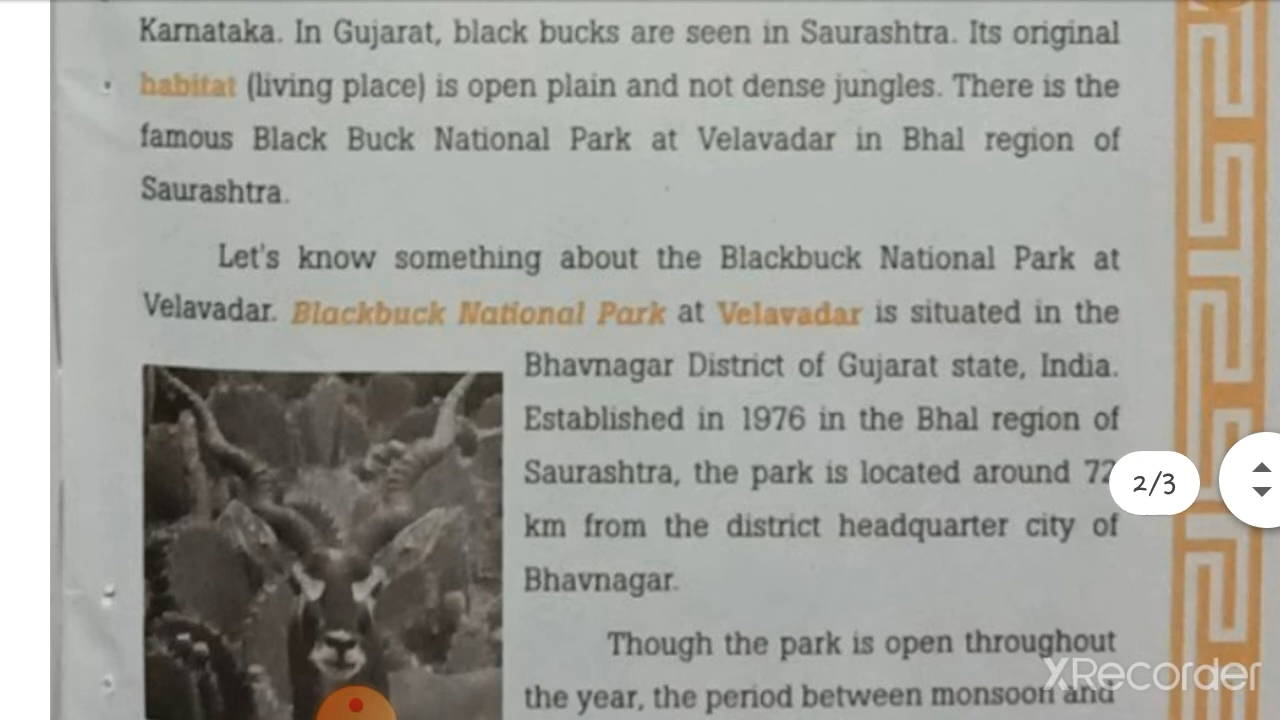 Karnataka. In Gujarat, black bucks are seen in Saurashtra. Its original
habitat (living place) is open plain and not dense jungles. There is the
famous Black Buck National Park at Velavadar in Bhal region of
Saurashtra.
Let's know something about the Blackbuck National Park at
Velavadar. Blackbuck National Park at Velavadar is situated in the
Bhavnagar District of Gujarat state, India.
Established in 1976 in the Bhal region of
Saurashtra, the park is located around 72
km from the district headquarter city of
Bhavnagar.
Though the park is open throughout
the year, the period between monsoon and
2/3
XRecorder